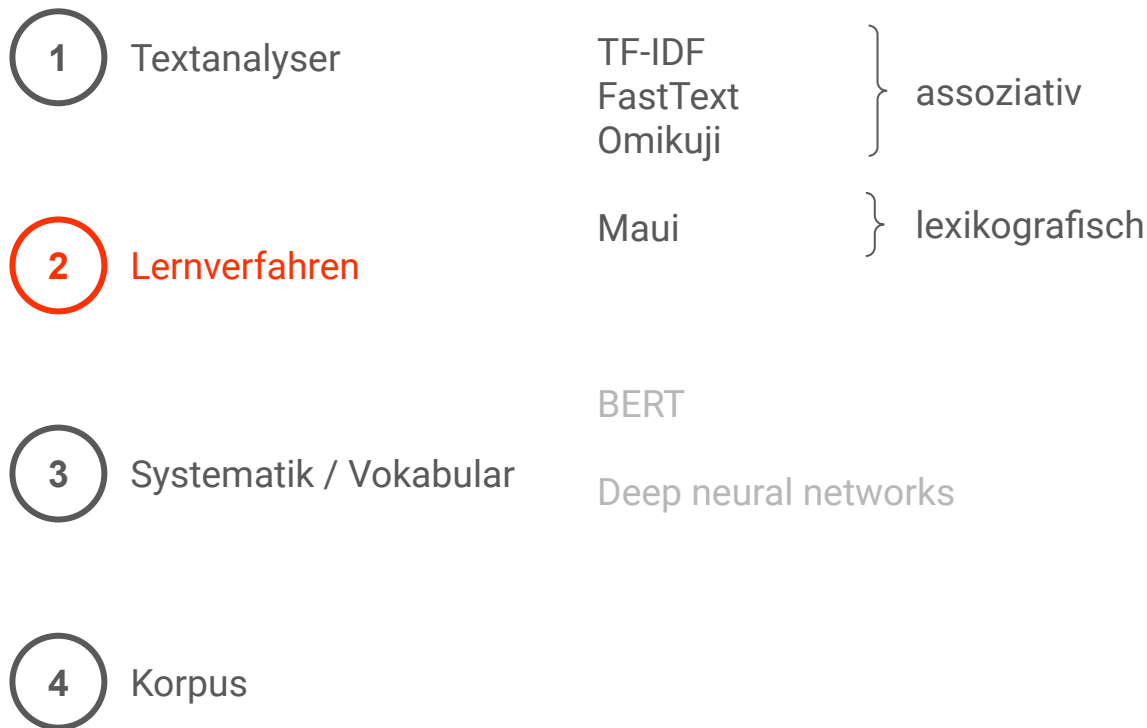 1
Textanalyser
2
Lernverfahren
3
Systematik / Vokabular
4
Korpus
TF-IDF
FastText
Omikuji
assoziativ
Maui
lexikografisch
BERT
Deep neural networks